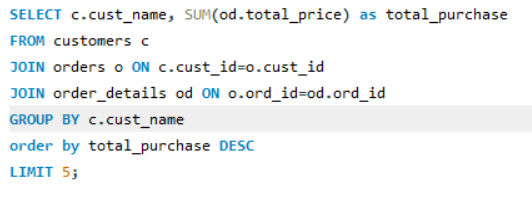 SELECT c.cust_name, SUM(od.total_price) as total_purchase
FROM customers c
JOIN orders o ON c.cust_id=o.cust_id
JOIN order_details od ON o.ord_id=od.ord_id
GROUP BY c.cust_name
order by total_purchase DESC
LIMIT 5;